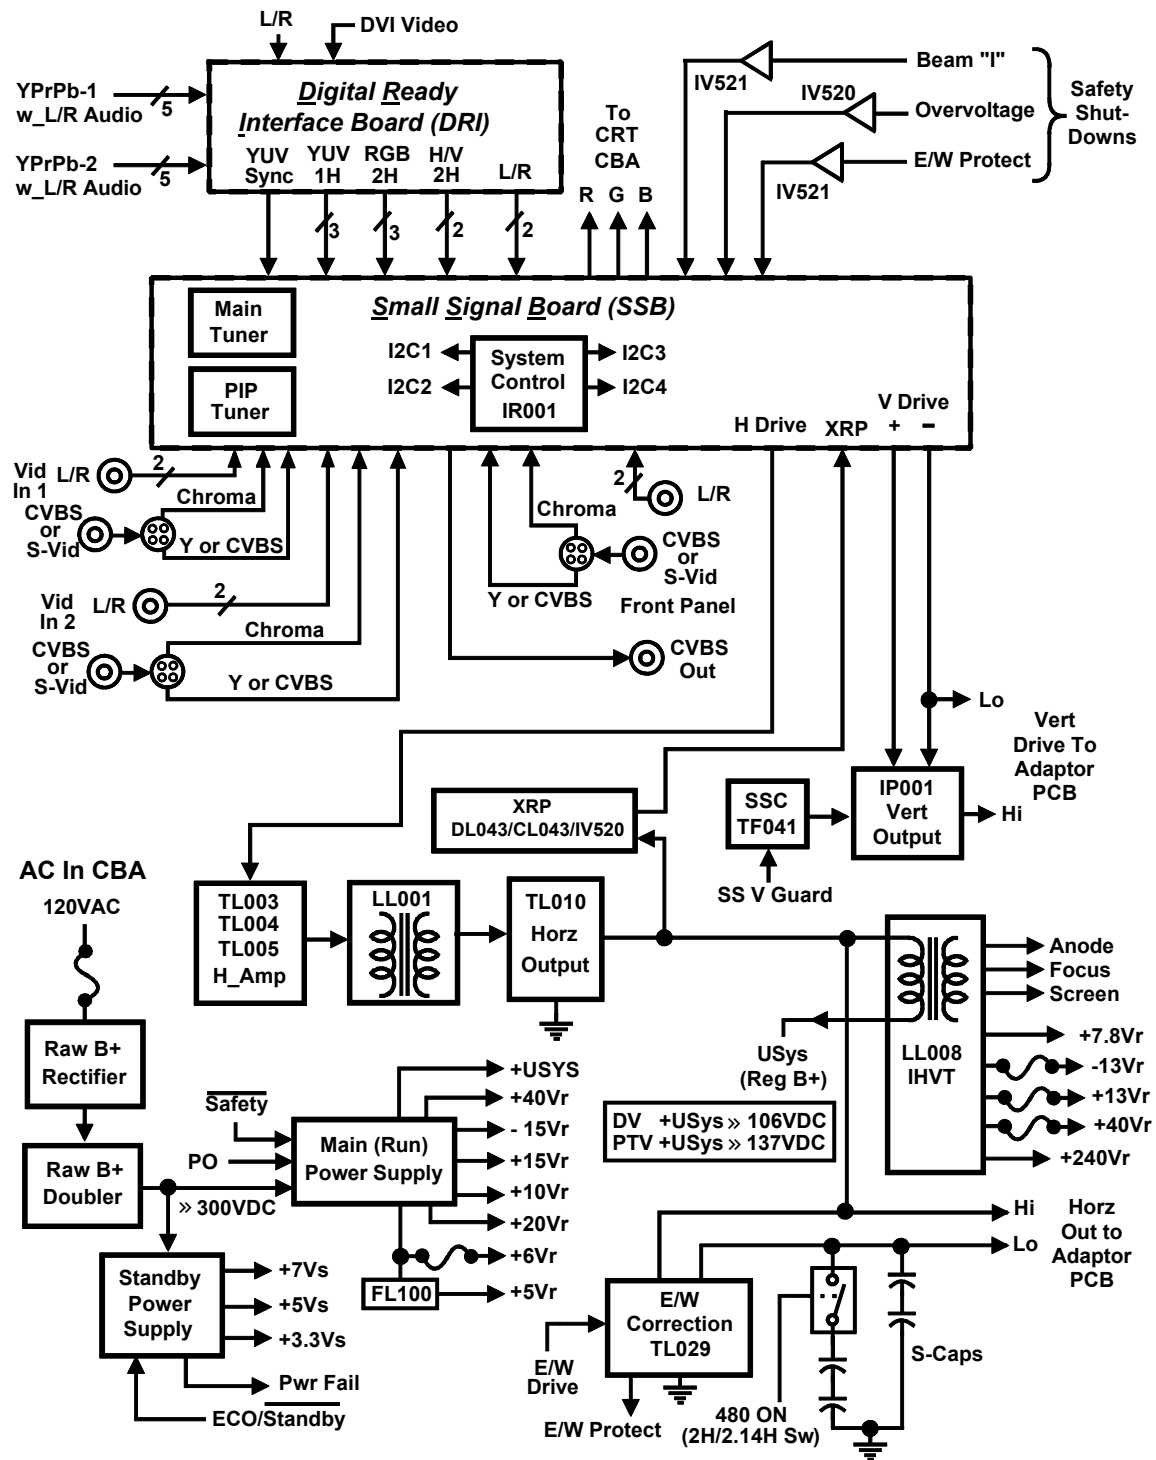 L/R
DVI Video
YPrPb-1
w_L/R Audio
5
YPrPb-2
w_L/R Audio
5
Digital Ready
Interface Board (DRI)
YUV Sync
YUV 1H
RGB 2H
H/V 2H
L/R
3
3
2
2
To
CRT
CBA
R G B
IV521
IV520
IV521
Beam "I"
Overvoltage
E/W Protect
Safety
Shut-
Downs
Small Signal Board (SSB)
Main
Tuner
PIP
Tuner
I2C1
I2C2
System
Control
IR001
I2C3
I2C4
H Drive
XRP
V Drive
+ −
Vid
In 1
L/R
2
Chroma
CVBS
or
S-Vid
Y or CVBS
Vid
In 2
L/R
2
Chroma
CVBS
or
S-Vid
Y or CVBS
2
L/R
Chroma
CVBS
or
S-Vid
Y or CVBS
Front Panel
CVBS
Out
Lo
Vert
Drive To
Adaptor
PCB
Hi
XRP
DL043/CL043/IV520
SSC
TF041
SS V Guard
IP001
Vert
Output
AC In CBA
120VAC
TL003
TL004
TL005
H_Amp
LL001
TL010
Horz
Output
Anode
Focus
Screen
+7.8Vr
-13Vr
+13Vr
+40Vr
+240Vr
LL008
IHVT
USys
(Reg B+)
DV +USys » 106VDC
PTV +USys » 137VDC
Raw B+
Rectifier
Raw B+
Doubler
» 300VDC
Safety
PO
Main (Run)
Power Supply
+USYS
+40Vr
- 15Vr
+15Vr
+10Vr
+20Vr
+6Vr
+5Vr
FL100
Standby
Power
Supply
+7Vs
+5Vs
+3.3Vs
Pwr Fail
ECO/Standby
Hi
Lo
Horz
Out to
Adaptor
PCB
E/W
Correction
TL029
E/W
Drive
E/W Protect
480 ON
(2H/2.14H Sw)
S-Caps